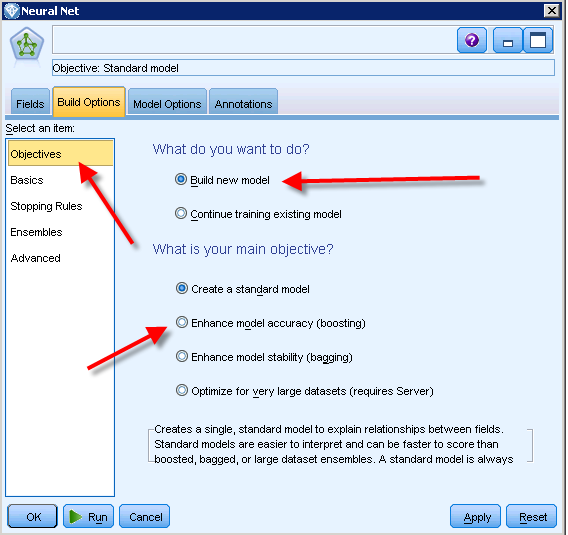 Neural Net
Objective: Standard model
Fields Build Options Model Options Annotations
Select an item:
Objectives
Basics
Stopping Rules
Ensembles
Advanced
What do you want to do?
Build new model
Continue training existing model
What is your main objective?
Create a standard model
Enhance model accuracy (boosting)
Enhance model stability (bagging)
Optimize for very large datasets (requires Server)
Creates a single, standard model to explain relationships between fields.
Standard models are easier to interpret and can be faster to score than
boosted, bagged, or large dataset ensembles. A standard model is always
OK Run Cancel Apply Reset